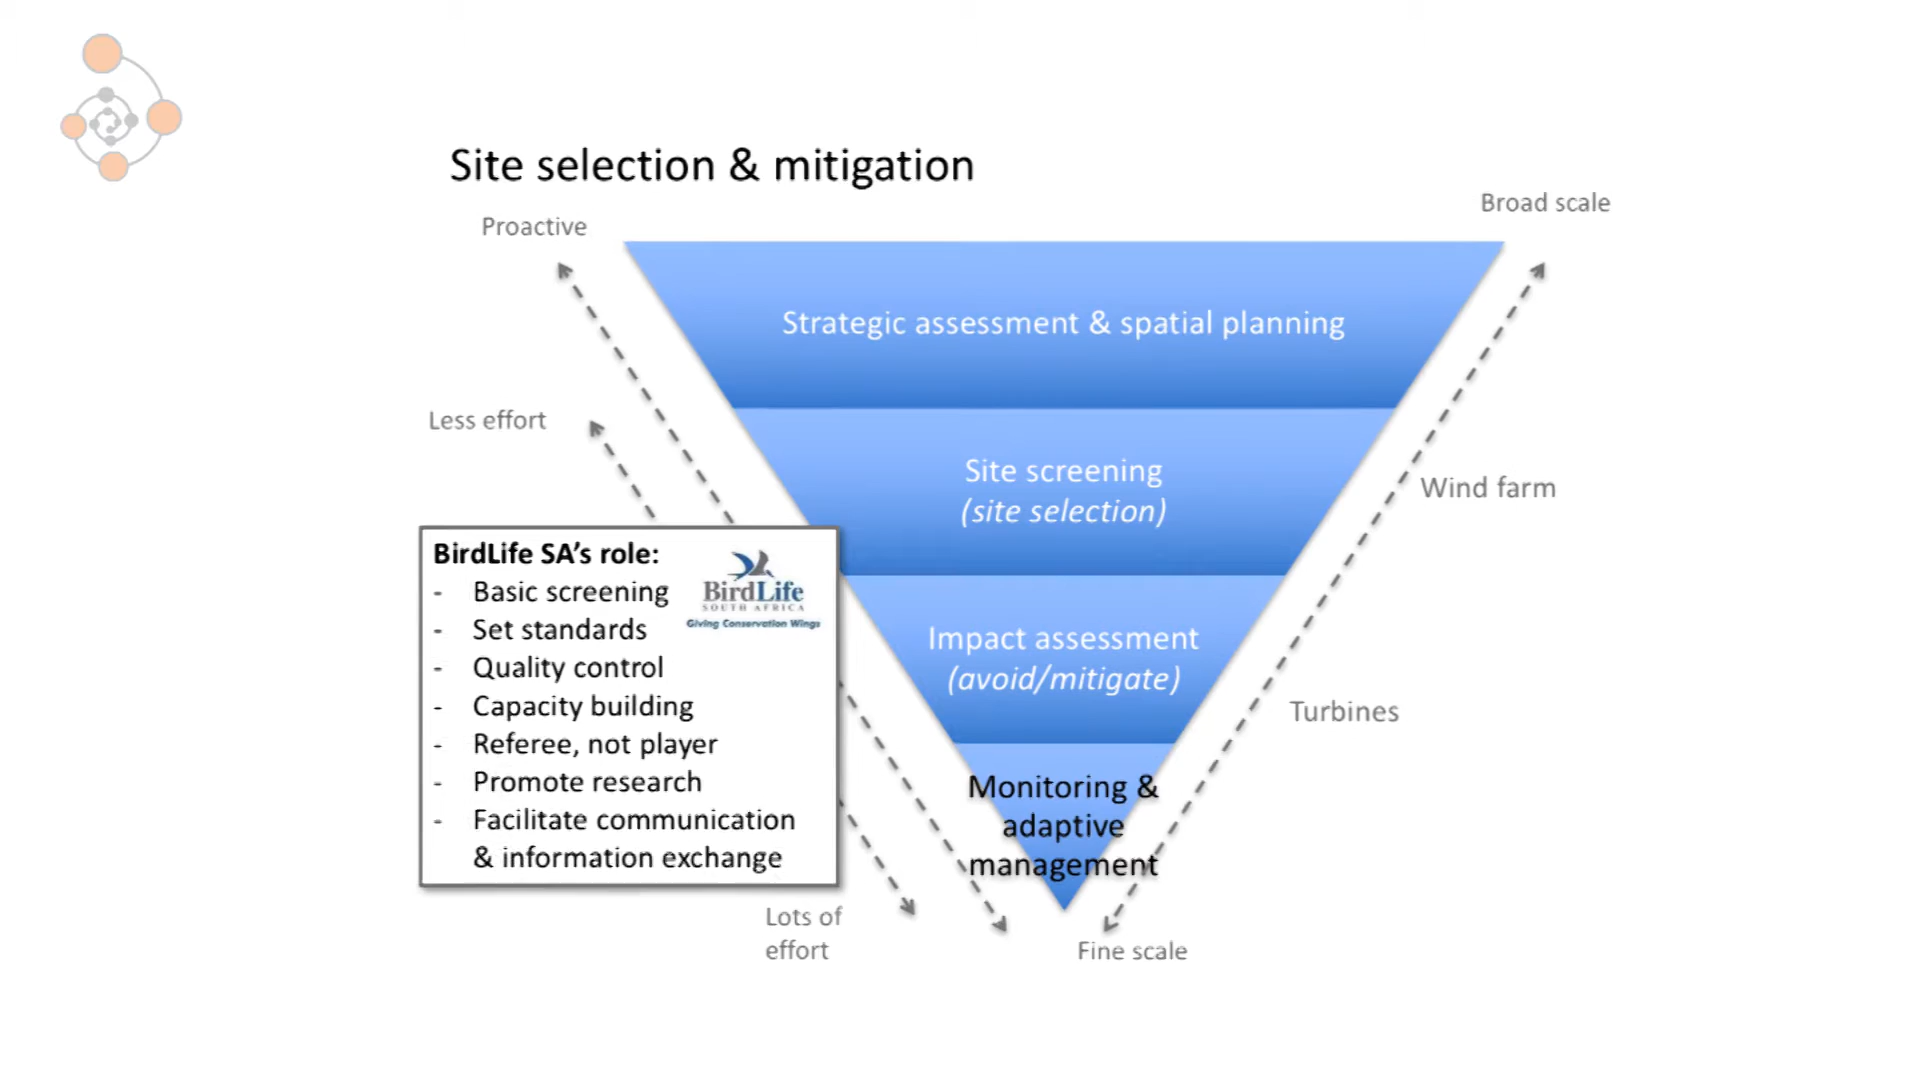 Site selection & mitigation
Proactive
Broad scale
Strategic assessment & spatial planning
Less effort
Site screening
(site selection)
Wind farm
BirdLife SA’s role:
- Basic screening
- Set standards
- Quality control
- Capacity building
- Referee, not player
- Promote research
- Facilitate communication
& information exchange
BirdLife
SOUTH AFRICA
Giving Conservation Wings
Impact assessment
(avoid/mitigate)
Turbines
Monitoring &
adaptive
management
Lots of
effort
Fine scale